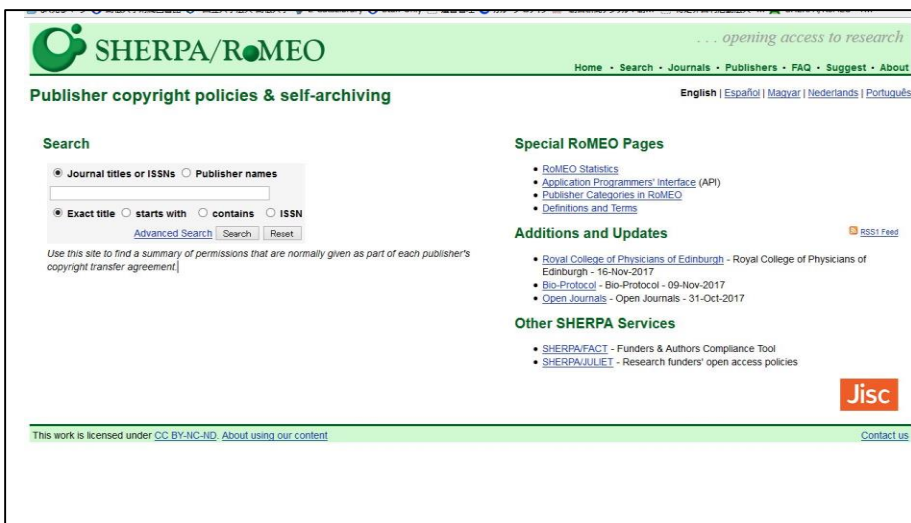 SHERPA/RoMEO
. . . opening access to research
Home • Search • Journals • Publishers • FAQ • Suggest • About
Publisher copyright policies & self-archiving
English | Español | Magyar | Nederlands | Português
Search
Journal titles or ISSNs Publisher names
Exact title starts with contains ISSN
Advanced Search Search Reset
Use this site to find a summary of permissions that are normally given as part of each publisher's
copyright transfer agreement.
Special RoMEO Pages
• RoMEO Statistics
• Application Programmers' Interface (API)
• Publisher Categories in RoMEO
• Definitions and Terms
Additions and Updates
RSS1 Feed
• Royal College of Physicians of Edinburgh - Royal College of Physicians of
Edinburgh - 16-Nov-2017
• Bio-Protocol - Bio-Protocol - 09-Nov-2017
• Open Journals - Open Journals - 31-Oct-2017
Other SHERPA Services
• SHERPA/FACT - Funders & Authors Compliance Tool
• SHERPA/JULIET - Research funders' open access policies
Jisc
This work is licensed under CC BY-NC-ND. About using our content
Contact us